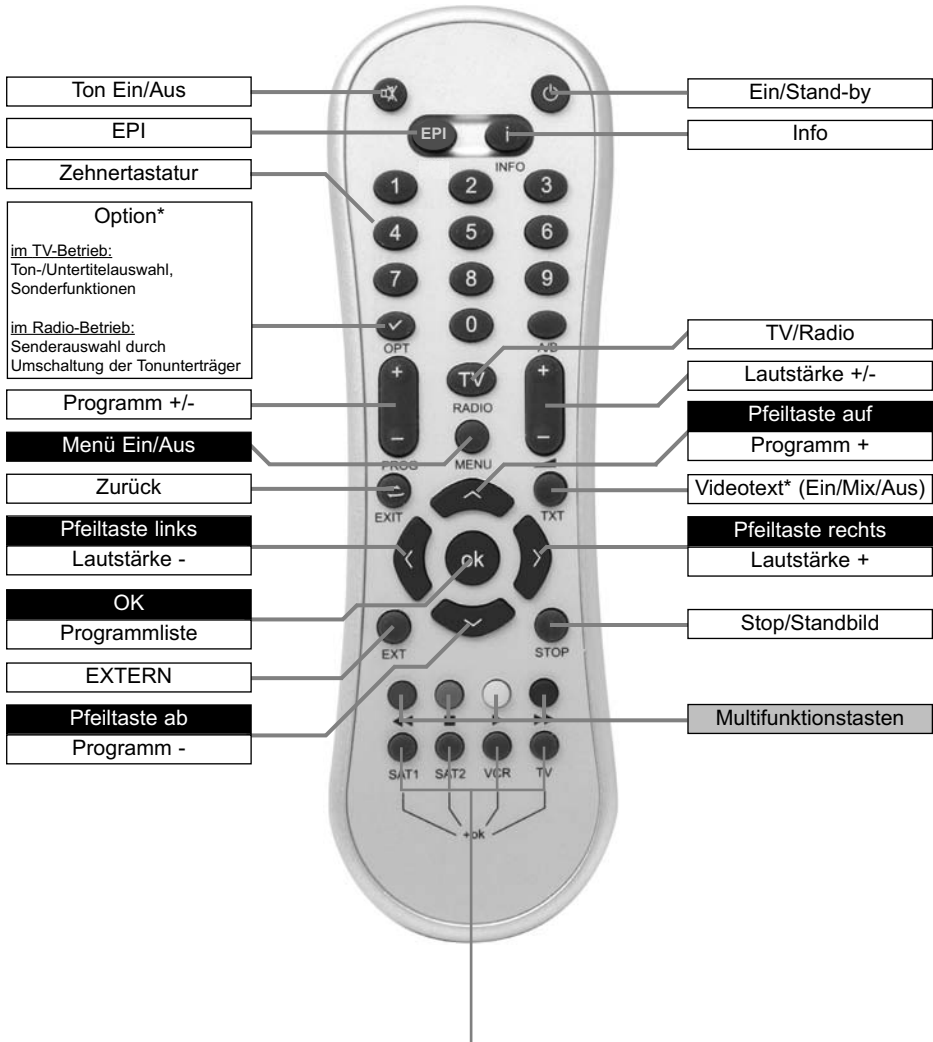 Ton Ein/Aus
EPI
Zehnertastatur
Option*
im TV-Betrieb:
Ton-/Untertitelauswahl,
Sonderfunktionen
im Radio-Betrieb:
Senderauswahl durch
Umschaltung der Tonunterträger
Programm +/-
Menü Ein/Aus
Zurück
Pfeiltaste links
Lautstärke -
OK
Programmliste
EXTERN
Pfeiltaste ab
Programm -
EPI i
INFO
1 2 3
4 5 6
7 8 9
0
OPT A/B
+ TV +
RADIO
- -
PROG MENU
EXIT TXT
ok
EXT STOP
SAT1 SAT2 VCR TV
+ok
Ein/Stand-by
Info
TV/Radio
Lautstärke +/-
Pfeiltaste auf
Programm +
Videotext* (Ein/Mix/Aus)
Pfeiltaste rechts
Lautstärke +
Stop/Standbild
Multifunktionstasten